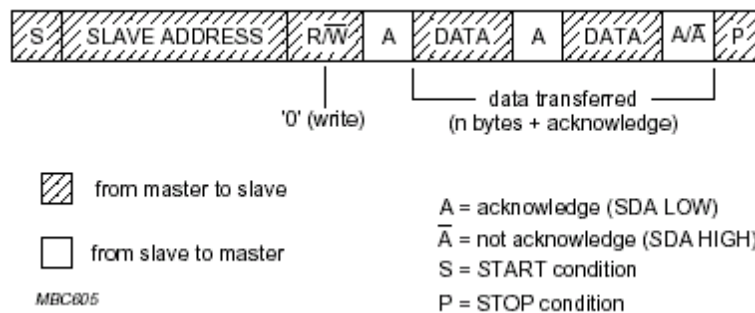 S SLAVE ADDRESS R/W̅ A DATA A DATA A/A̅ P
'0' (write)
data transferred
(n bytes + acknowledge)
from master to slave
from slave to master
A = acknowledge (SDA LOW)
A̅ = not acknowledge (SDA HIGH)
S = START condition
P = STOP condition
MBC605